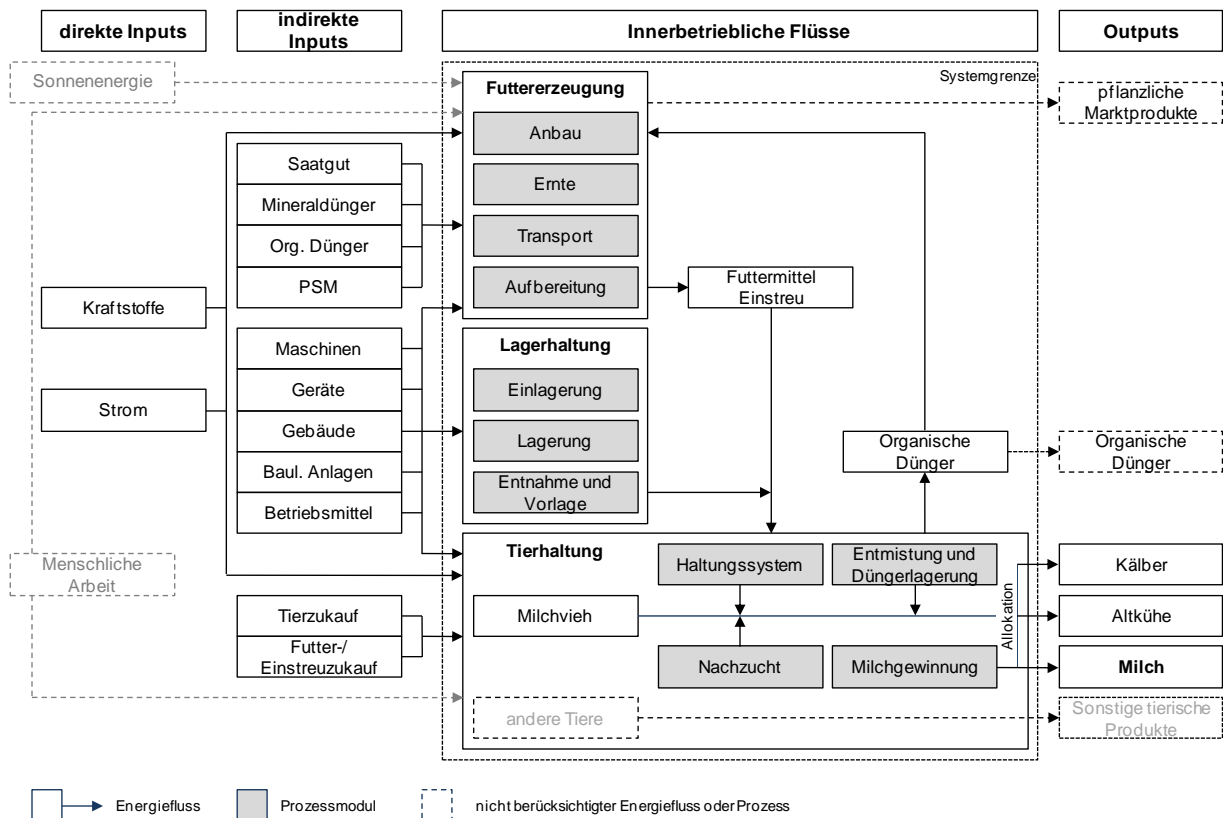 direkte Inputs
indirekte
Inputs
Innerbetriebliche Flüsse
Outputs
Sonnenenergie
Systemgrenze
Futtererzeugung
pflanzliche
Marktprodukte
Anbau
Saatgut
Ernte
Mineraldünger
Org. Dünger
Transport
PSM
Aufbereitung
Futtermittel
Einstreu
Kraftstoffe
Maschinen
Lagerhaltung
Geräte
Einlagerung
Strom
Gebäude
Lagerung
Organische
Dünger
Organische
Dünger
Baul. Anlagen
Entnahme und
Vorlage
Betriebsmittel
Menschliche
Arbeit
Tierhaltung
Haltungssystem
Entmistung und
Düngerlagerung
Kälber
Tierzukauf
Milchvieh
Allokation
Altkühe
Futter-/
Einstreuzukauf
Nachzucht
Milchgewinnung
Milch
andere Tiere
Sonstige tierische
Produkte
Energiefluss
Prozessmodul
nicht berücksichtigter Energiefluss oder Prozess